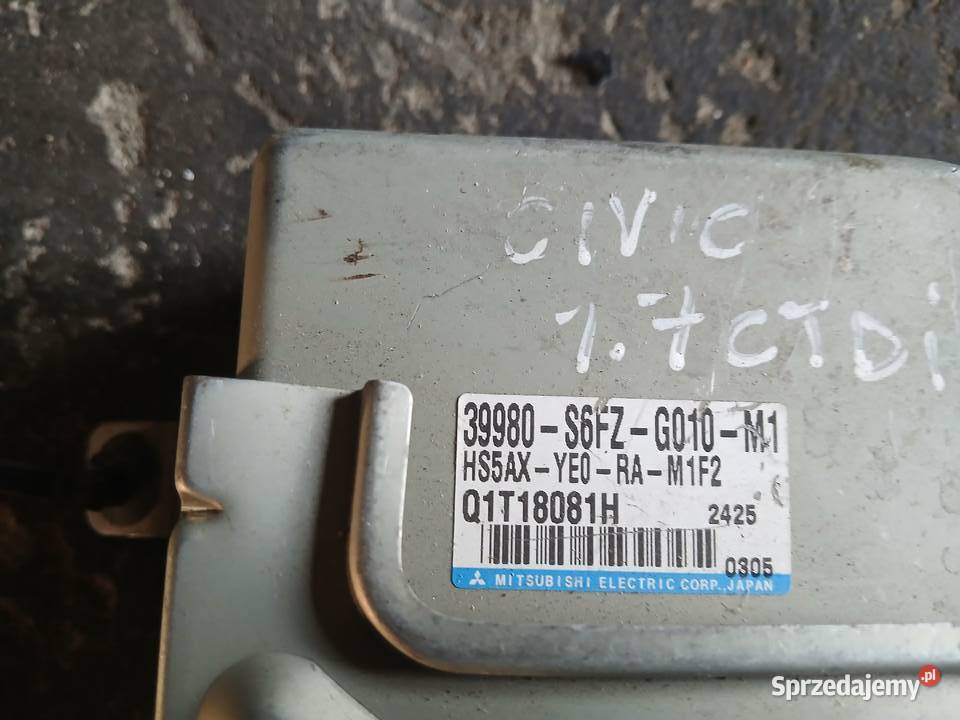 CIVIC
1.7CTDi
39980-S6FZ-G010-M1
HS5AX-YE0-RA-M1F2
Q1T18081H 2425
0305
MITSUBISHI ELECTRIC CORP., JAPAN
Sprzedajemy.pl